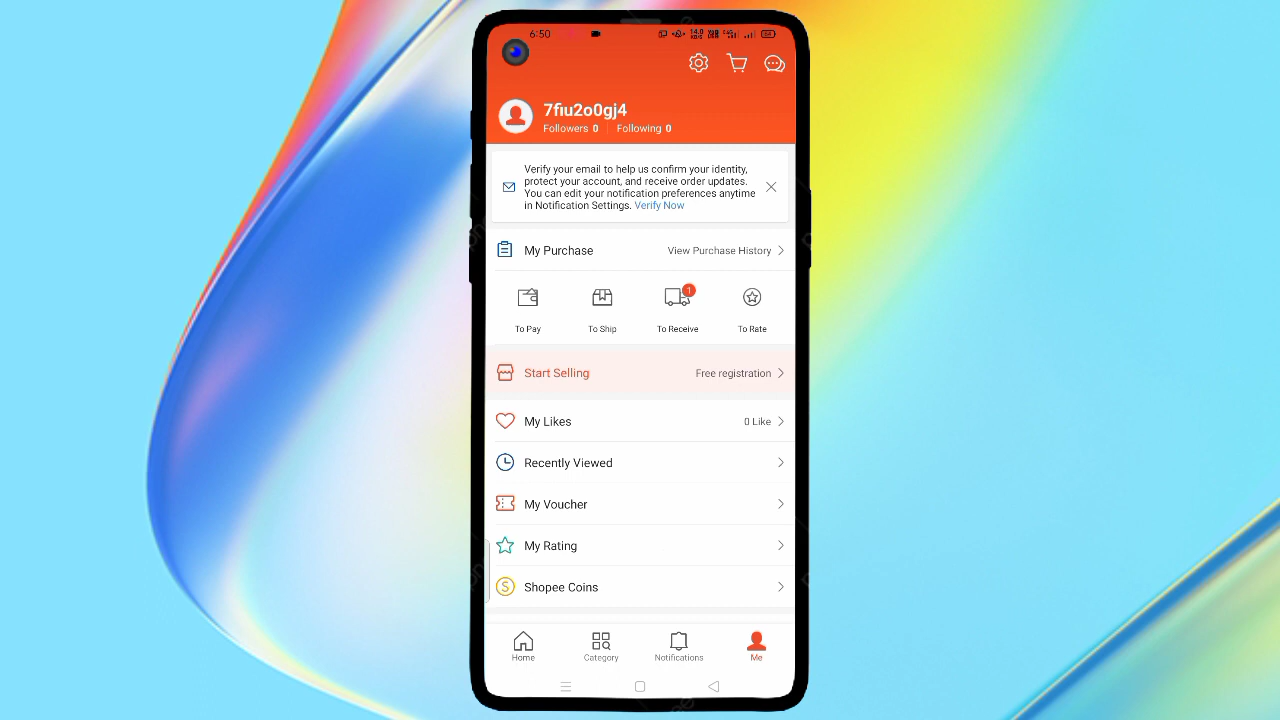 6:50
7fiu2o0gj4
Followers 0 Following 0
Verify your email to help us confirm your identity,
protect your account, and receive order updates.
You can edit your notification preferences anytime
in Notification Settings. Verify Now
My Purchase View Purchase History
1
To Pay To Ship To Receive To Rate
Start Selling Free registration
My Likes 0 Like
Recently Viewed
My Voucher
My Rating
S Shopee Coins
Home Category Notifications Me